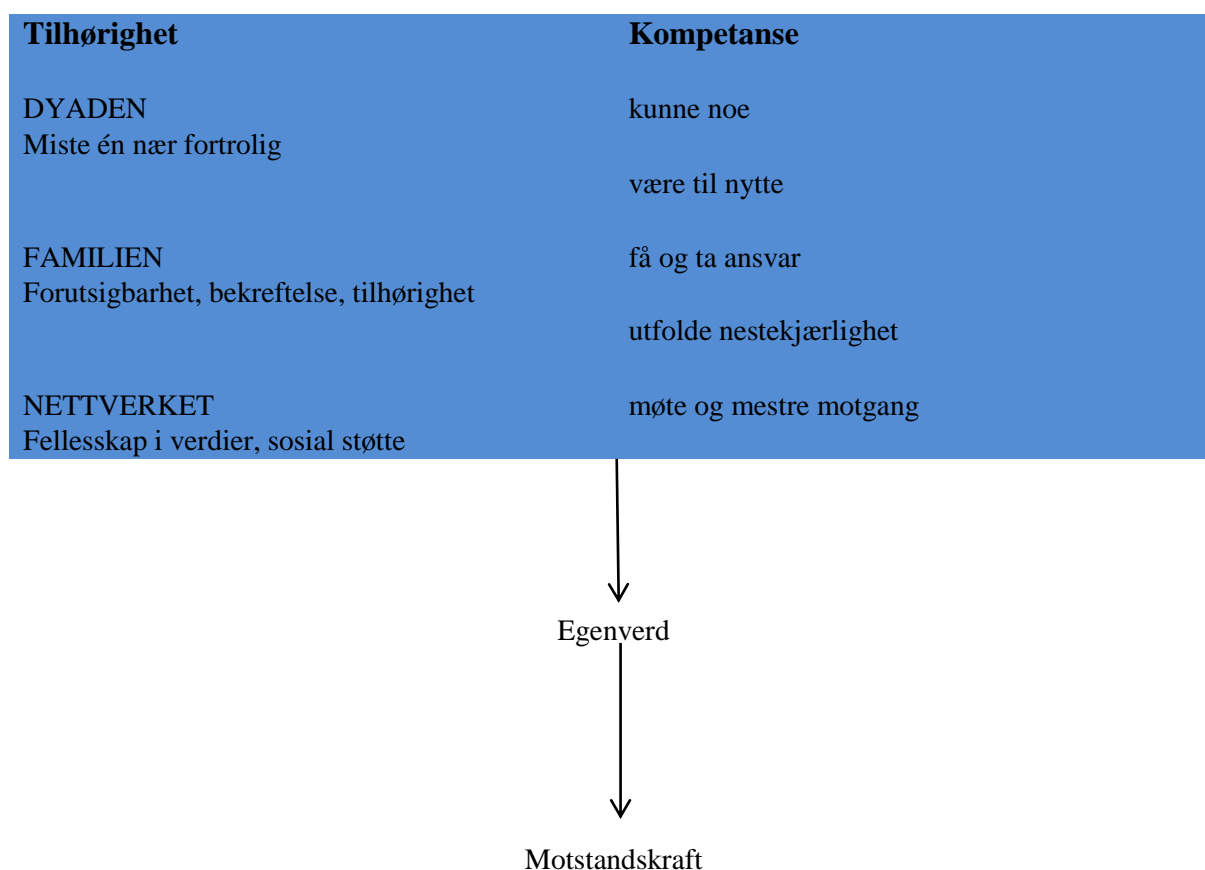 Tilhørighet
Kompetanse
DYADEN
kunne noe
Miste én nær fortrolig
være til nytte
FAMILIEN
få og ta ansvar
Forutsigbarhet, bekreftelse, tilhørighet
utfolde nestekjærlighet
NETTVERKET
møte og mestre motgang
Fellesskap i verdier, sosial støtte
Egenverd
Motstandskraft